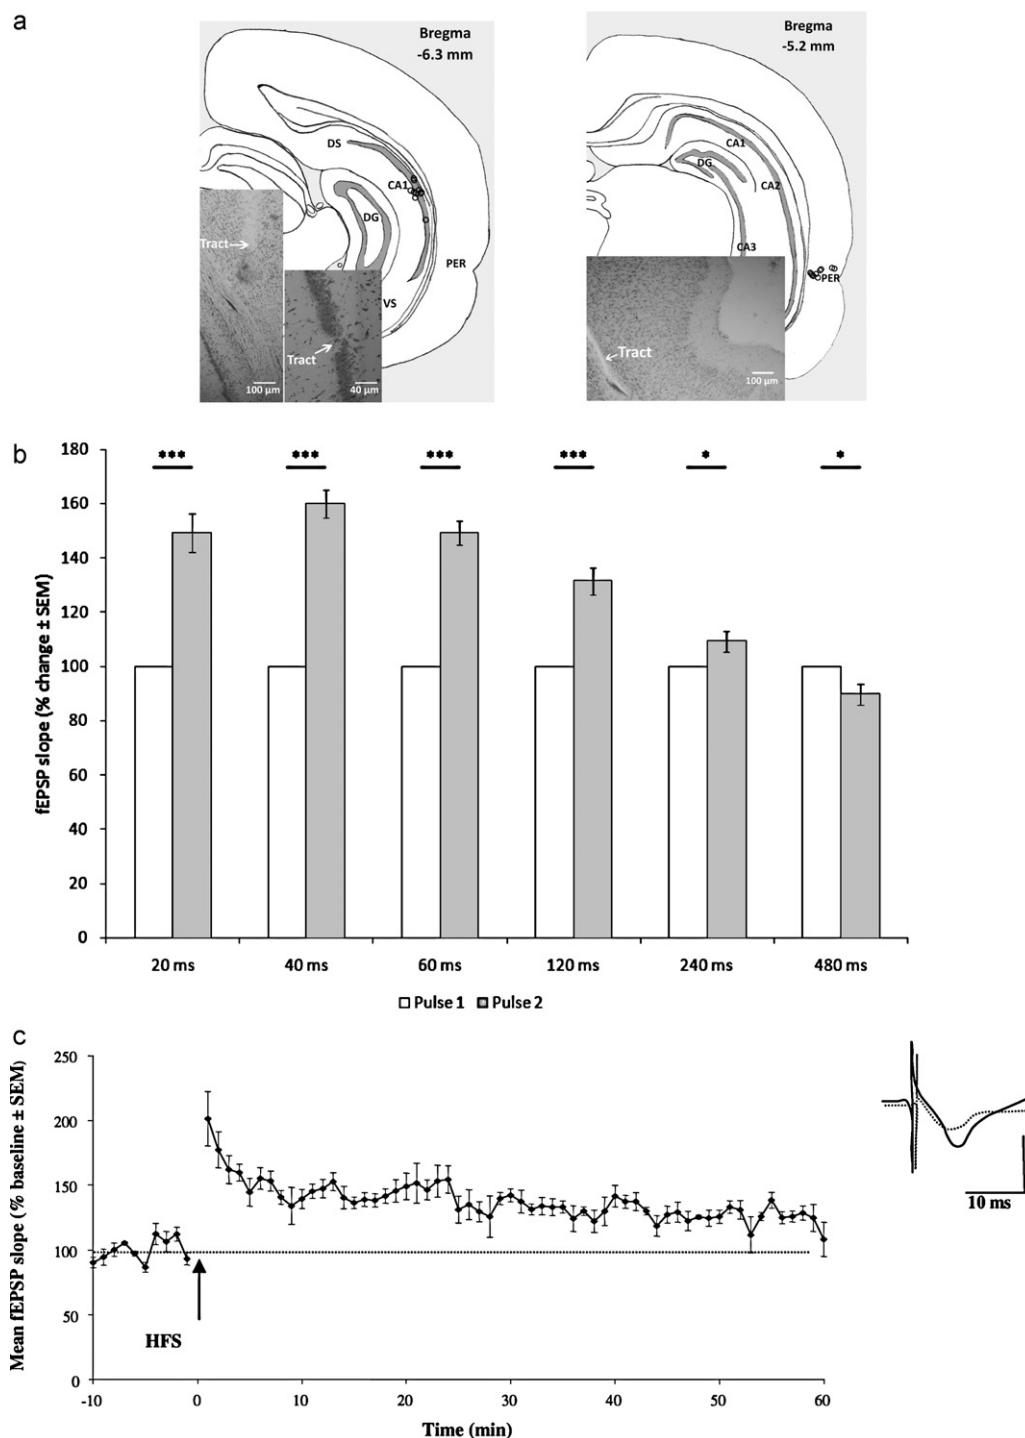 a
Bregma
-6.3 mm
DS
CA1
DG
PER
VS
Tract
100 µm
Tract
40 µm
Bregma
-5.2 mm
CA1
DG
CA2
CA3
PER
Tract
100 µm
b
fEPSP slope (% change ± SEM)
180
160
140
120
100
80
60
40
20
0
*** *** *** *** * *
20 ms 40 ms 60 ms 120 ms 240 ms 480 ms
Pulse 1 Pulse 2
c
Mean fEPSP slope (% baseline ± SEM)
250
200
150
100
50
0
HFS
-10 0 10 20 30 40 50 60
Time (min)
10 ms